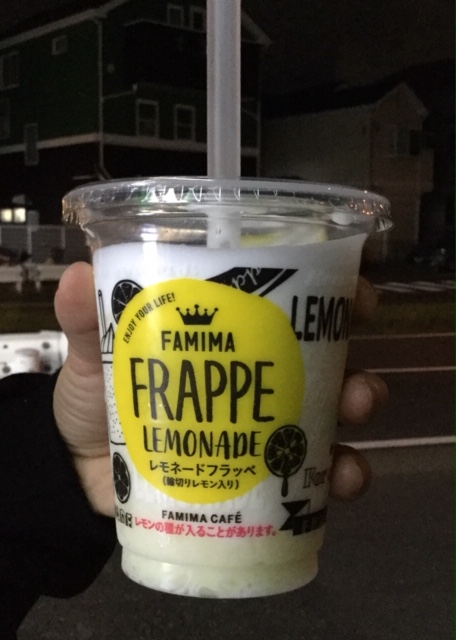 ENJOY YOUR LIFE!
FAMIMA
FRAPPE
LEMONADE
レモネードフラッペ
(輪切りレモン入り)
LEMON
FAMIMA CAFÉ
レモンの種が入ることがあります。